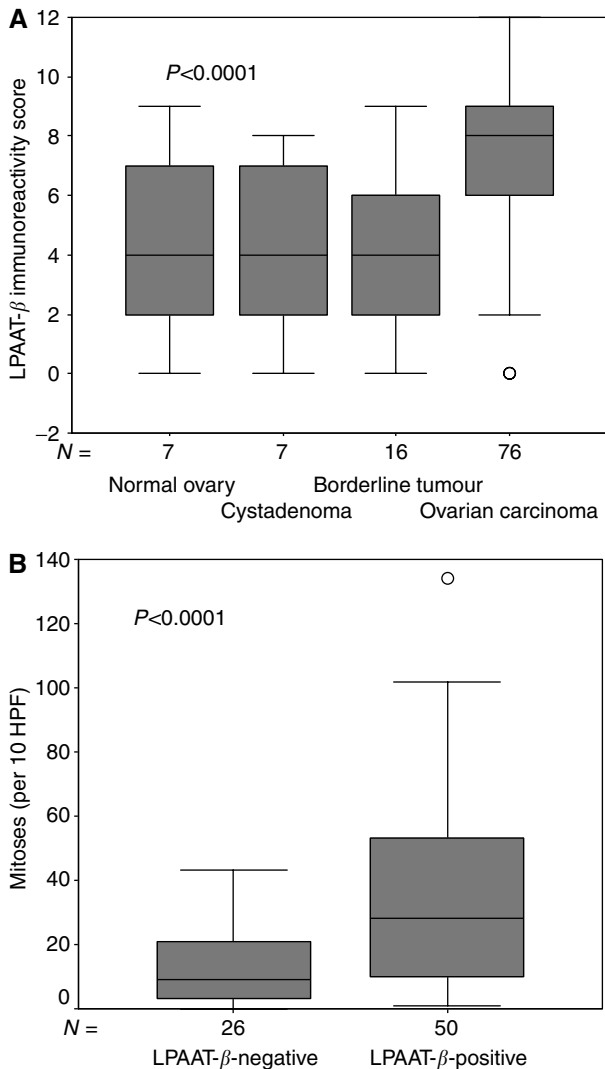 A
P<0.0001
LPAAT-β immunoreactivity score
12
10
8
6
4
2
0
−2
N = 7 7 16 76
Normal ovary Borderline tumour
Cystadenoma Ovarian carcinoma
B
P<0.0001
Mitoses (per 10 HPF)
140
120
100
80
60
40
20
0
N = 26 50
LPAAT-β-negative LPAAT-β-positive